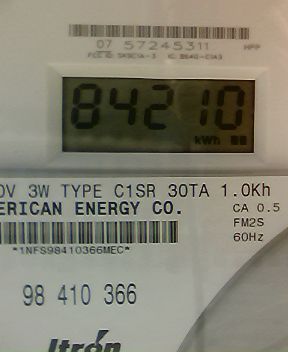 07 57245311 HPP
84210
kWh
0V 3W TYPE C1SR 30TA 1.0Kh
ERICAN ENERGY CO. CA 0.5
FM2S
60Hz
*1NFS98410366MEC*
98 410 366
Itron